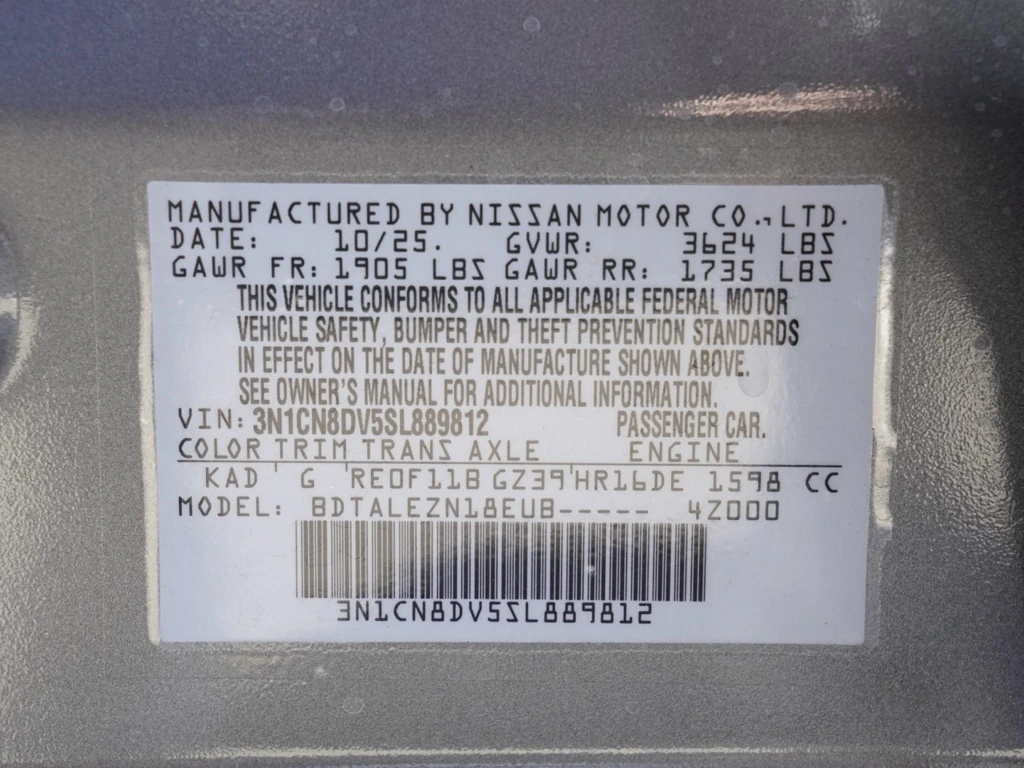 MANUFACTURED BY NISSAN MOTOR CO., LTD.
DATE: 10/25. GVWR: 3624 LBS
GAWR FR: 1905 LBS GAWR RR: 1735 LBS
THIS VEHICLE CONFORMS TO ALL APPLICABLE FEDERAL MOTOR
VEHICLE SAFETY, BUMPER AND THEFT PREVENTION STANDARDS
IN EFFECT ON THE DATE OF MANUFACTURE SHOWN ABOVE.
SEE OWNER'S MANUAL FOR ADDITIONAL INFORMATION.
VIN: 3N1CN8DV5SL889812 PASSENGER CAR.
COLOR TRIM TRANS AXLE ENGINE
KAD G RE0F11B GZ39 HR16DE 1598 CC
MODEL: BDTALEZN18EUB----- 4Z000
3N1CN8DV5SL889812